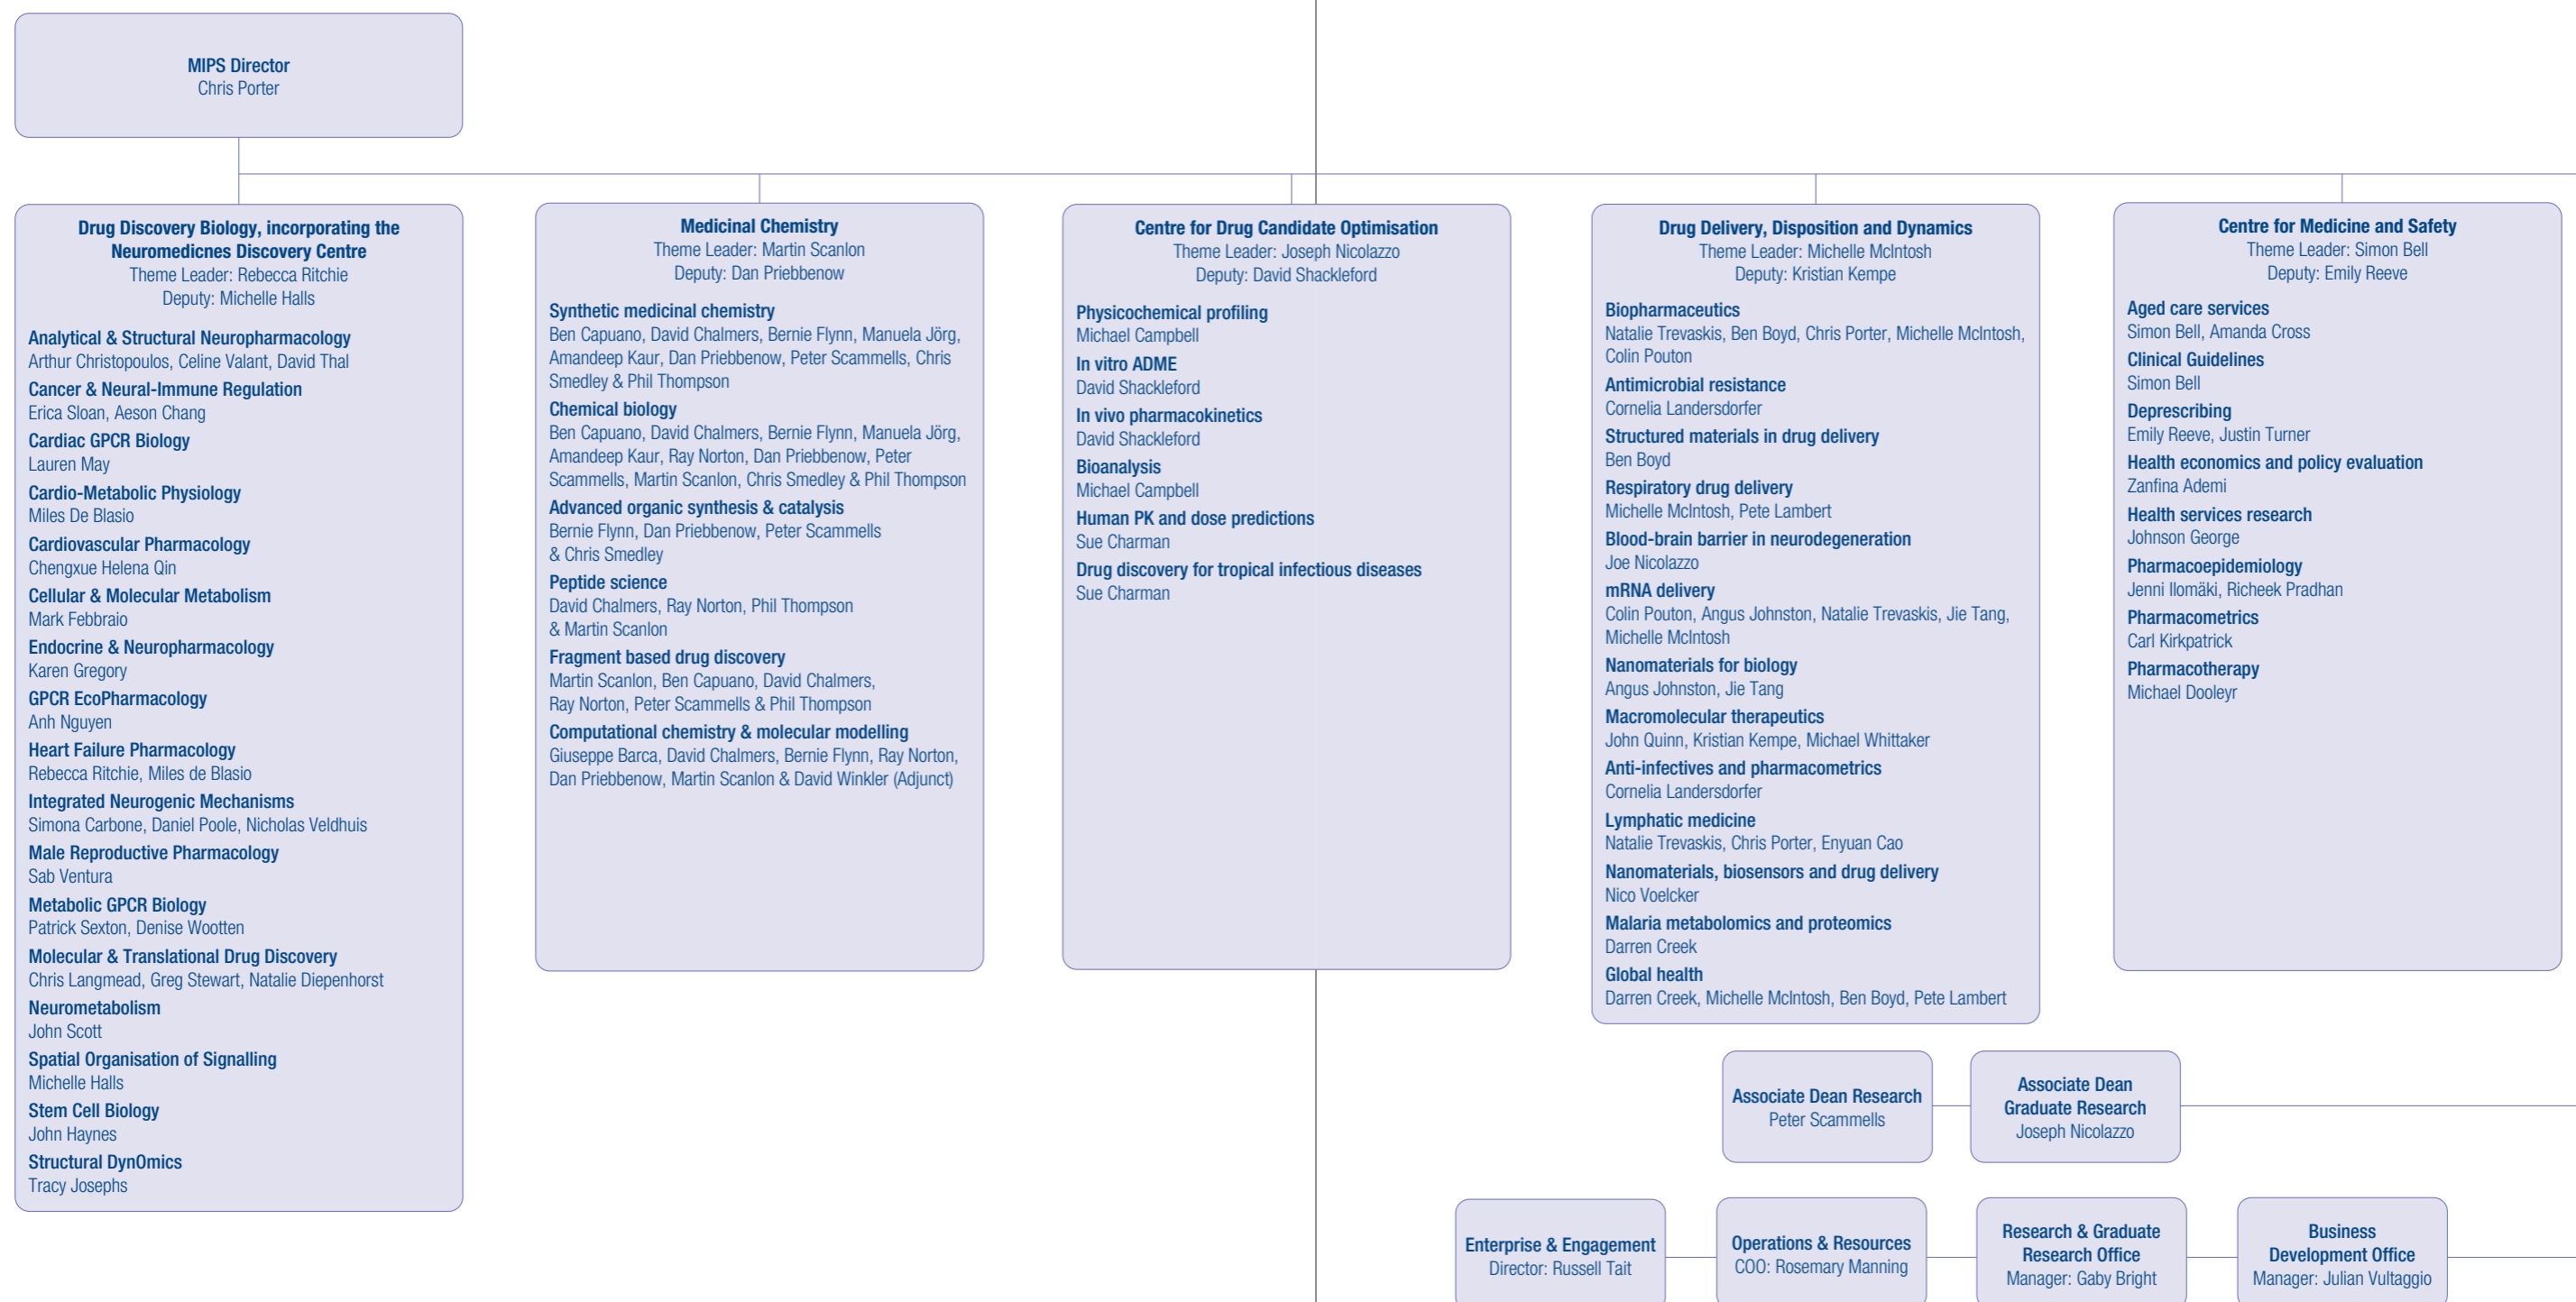 MIPS Director
Chris Porter
Drug Discovery Biology, incorporating the
Neuromedicnes Discovery Centre
Theme Leader: Rebecca Ritchie
Deputy: Michelle Halls
Analytical & Structural Neuropharmacology
Arthur Christopoulos, Celine Valant, David Thal
Cancer & Neural-Immune Regulation
Erica Sloan, Aeson Chang
Cardiac GPCR Biology
Lauren May
Cardio-Metabolic Physiology
Miles De Blasio
Cardiovascular Pharmacology
Chengxue Helena Qin
Cellular & Molecular Metabolism
Mark Febbraio
Endocrine & Neuropharmacology
Karen Gregory
GPCR EcoPharmacology
Anh Nguyen
Heart Failure Pharmacology
Rebecca Ritchie, Miles de Blasio
Integrated Neurogenic Mechanisms
Simona Carbone, Daniel Poole, Nicholas Veldhuis
Male Reproductive Pharmacology
Sab Ventura
Metabolic GPCR Biology
Patrick Sexton, Denise Wootten
Molecular & Translational Drug Discovery
Chris Langmead, Greg Stewart, Natalie Diepenhorst
Neurometabolism
John Scott
Spatial Organisation of Signalling
Michelle Halls
Stem Cell Biology
John Haynes
Structural DynOmics
Tracy Josephs
Medicinal Chemistry
Theme Leader: Martin Scanlon
Deputy: Dan Priebbenow
Synthetic medicinal chemistry
Ben Capuano, David Chalmers, Bernie Flynn, Manuela Jörg,
Amandeep Kaur, Dan Priebbenow, Peter Scammells, Chris
Smedley & Phil Thompson
Chemical biology
Ben Capuano, David Chalmers, Bernie Flynn, Manuela Jörg,
Amandeep Kaur, Ray Norton, Dan Priebbenow, Peter
Scammells, Martin Scanlon, Chris Smedley & Phil Thompson
Advanced organic synthesis & catalysis
Bernie Flynn, Dan Priebbenow, Peter Scammells
& Chris Smedley
Peptide science
David Chalmers, Ray Norton, Phil Thompson
& Martin Scanlon
Fragment based drug discovery
Martin Scanlon, Ben Capuano, David Chalmers,
Ray Norton, Peter Scammells & Phil Thompson
Computational chemistry & molecular modelling
Giuseppe Barca, David Chalmers, Bernie Flynn, Ray Norton,
Dan Priebbenow, Martin Scanlon & David Winkler (Adjunct)
Centre for Drug Candidate Optimisation
Theme Leader: Joseph Nicolazzo
Deputy: David Shackleford
Physicochemical profiling
Michael Campbell
In vitro ADME
David Shackleford
In vivo pharmacokinetics
David Shackleford
Bioanalysis
Michael Campbell
Human PK and dose predictions
Sue Charman
Drug discovery for tropical infectious diseases
Sue Charman
Drug Delivery, Disposition and Dynamics
Theme Leader: Michelle McIntosh
Deputy: Kristian Kempe
Biopharmaceutics
Natalie Trevaskis, Ben Boyd, Chris Porter, Michelle McIntosh,
Colin Pouton
Antimicrobial resistance
Cornelia Landersdorfer
Structured materials in drug delivery
Ben Boyd
Respiratory drug delivery
Michelle McIntosh, Pete Lambert
Blood-brain barrier in neurodegeneration
Joe Nicolazzo
mRNA delivery
Colin Pouton, Angus Johnston, Natalie Trevaskis, Jie Tang,
Michelle McIntosh
Nanomaterials for biology
Angus Johnston, Jie Tang
Macromolecular therapeutics
John Quinn, Kristian Kempe, Michael Whittaker
Anti-infectives and pharmacometrics
Cornelia Landersdorfer
Lymphatic medicine
Natalie Trevaskis, Chris Porter, Enyuan Cao
Nanomaterials, biosensors and drug delivery
Nico Voelcker
Malaria metabolomics and proteomics
Darren Creek
Global health
Darren Creek, Michelle McIntosh, Ben Boyd, Pete Lambert
Centre for Medicine and Safety
Theme Leader: Simon Bell
Deputy: Emily Reeve
Aged care services
Simon Bell, Amanda Cross
Clinical Guidelines
Simon Bell
Deprescribing
Emily Reeve, Justin Turner
Health economics and policy evaluation
Zanfina Ademi
Health services research
Johnson George
Pharmacoepidemiology
Jenni Ilomäki, Richeek Pradhan
Pharmacometrics
Carl Kirkpatrick
Pharmacotherapy
Michael Dooleyr
Associate Dean Research
Peter Scammells
Associate Dean
Graduate Research
Joseph Nicolazzo
Enterprise & Engagement
Director: Russell Tait
Operations & Resources
COO: Rosemary Manning
Research & Graduate
Research Office
Manager: Gaby Bright
Business
Development Office
Manager: Julian Vultaggio